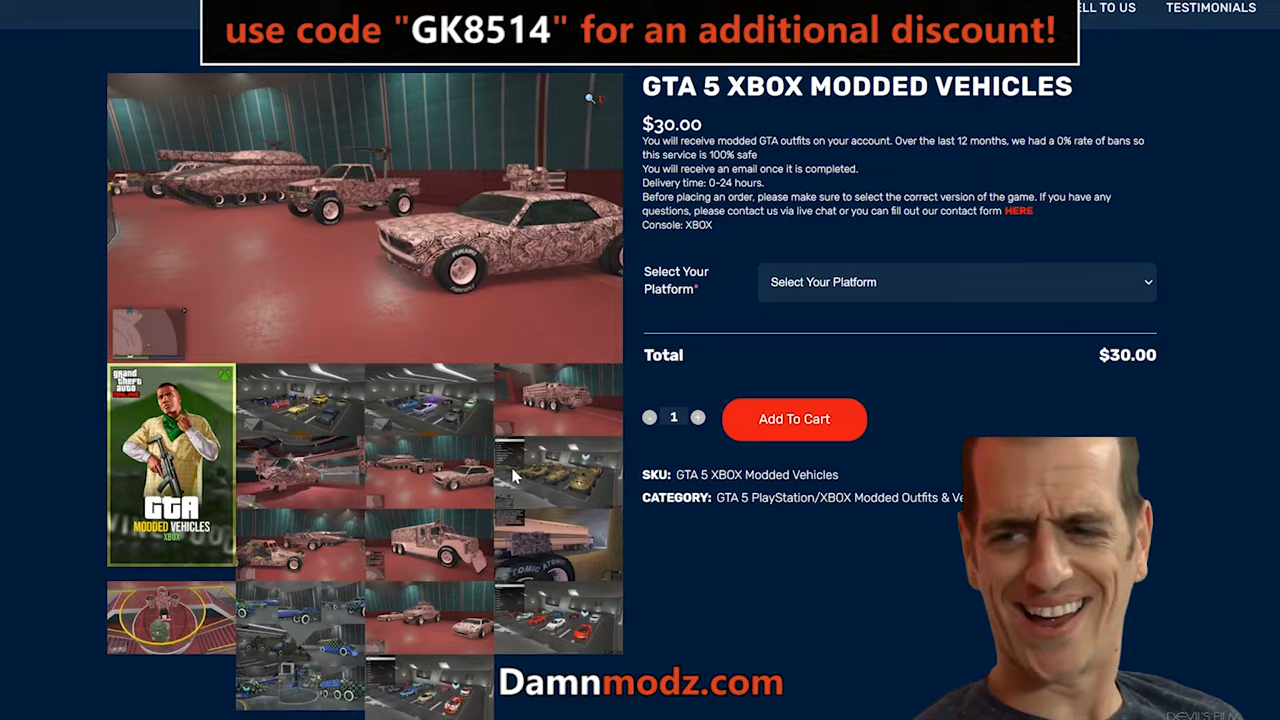 use code "GK8514" for an additional discount!
ELL TO US
TESTIMONIALS
GTA 5 XBOX MODDED VEHICLES
$30.00
You will receive modded GTA outfits on your account. Over the last 12 months, we had a 0% rate of bans so
this service is 100% safe
You will receive an email once it is completed.
Delivery time: 0-24 hours.
Before placing an order, please make sure to select the correct version of the game. If you have any
questions, please contact us via live chat or you can fill out our contact form HERE
Console: XBOX
Select Your
Platform*
Select Your Platform
Total
$30.00
- 1 +
Add To Cart
SKU: GTA 5 XBOX Modded Vehicles
CATEGORY: GTA 5 PlayStation/XBOX Modded Outfits & Ve
grand
theft
auto
ONLINE
GTA
MODDED VEHICLES
XBOX
ATOMIC
Damnmodz.com
DEVIL'S FILM